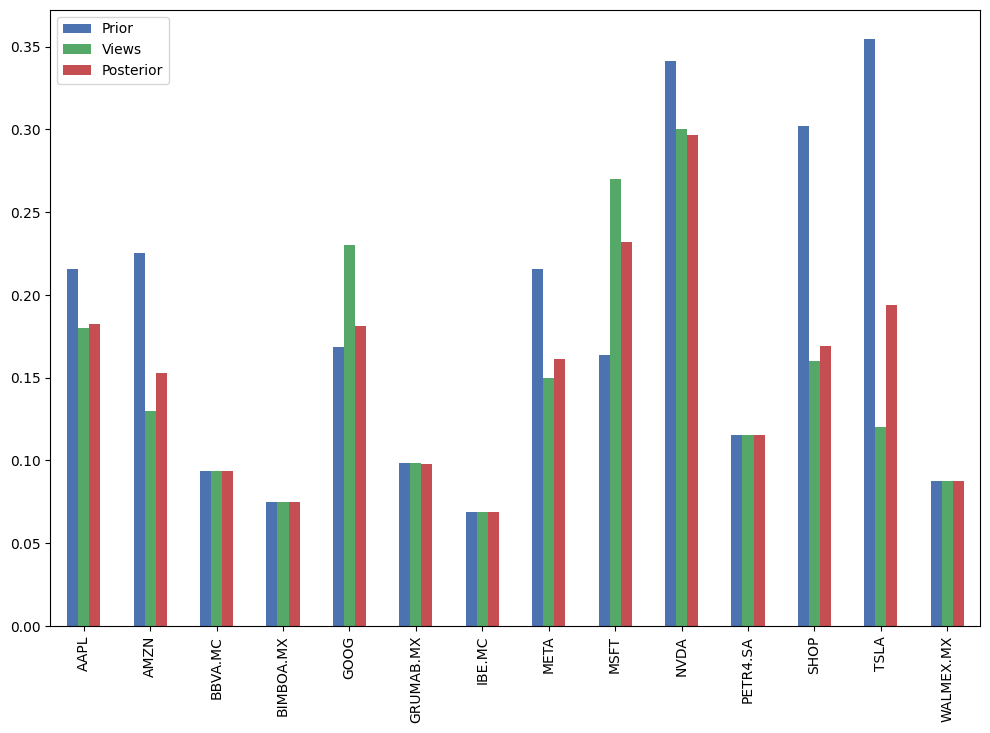 Prior
Views
Posterior
0.35
0.30
0.25
0.20
0.15
0.10
0.05
0.00
AAPL
AMZN
BBVA.MC
BIMBOA.MX
GOOG
GRUMAB.MX
IBE.MC
META
MSFT
NVDA
PETR4.SA
SHOP
TSLA
WALMEX.MX